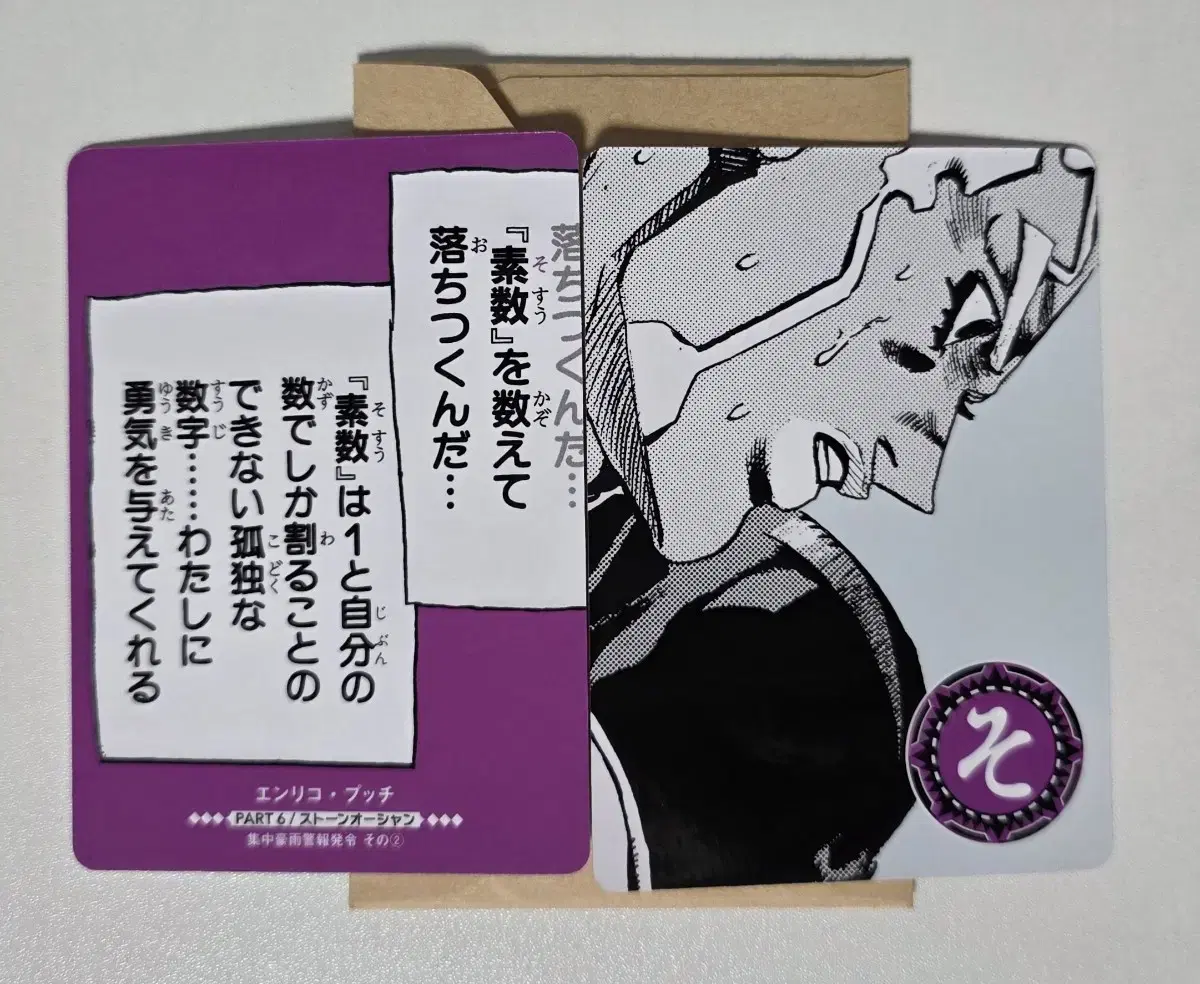 落ちつくんだ…
『素数』を数えて
落ちつくんだ…
『素数』は1と自分の
数でしか割ることの
できない孤独な
数字……わたしに
勇気を与えてくれる
エンリコ・プッチ
PART 6 / ストーンオーシャン
集中豪雨警報発令 その②
そ